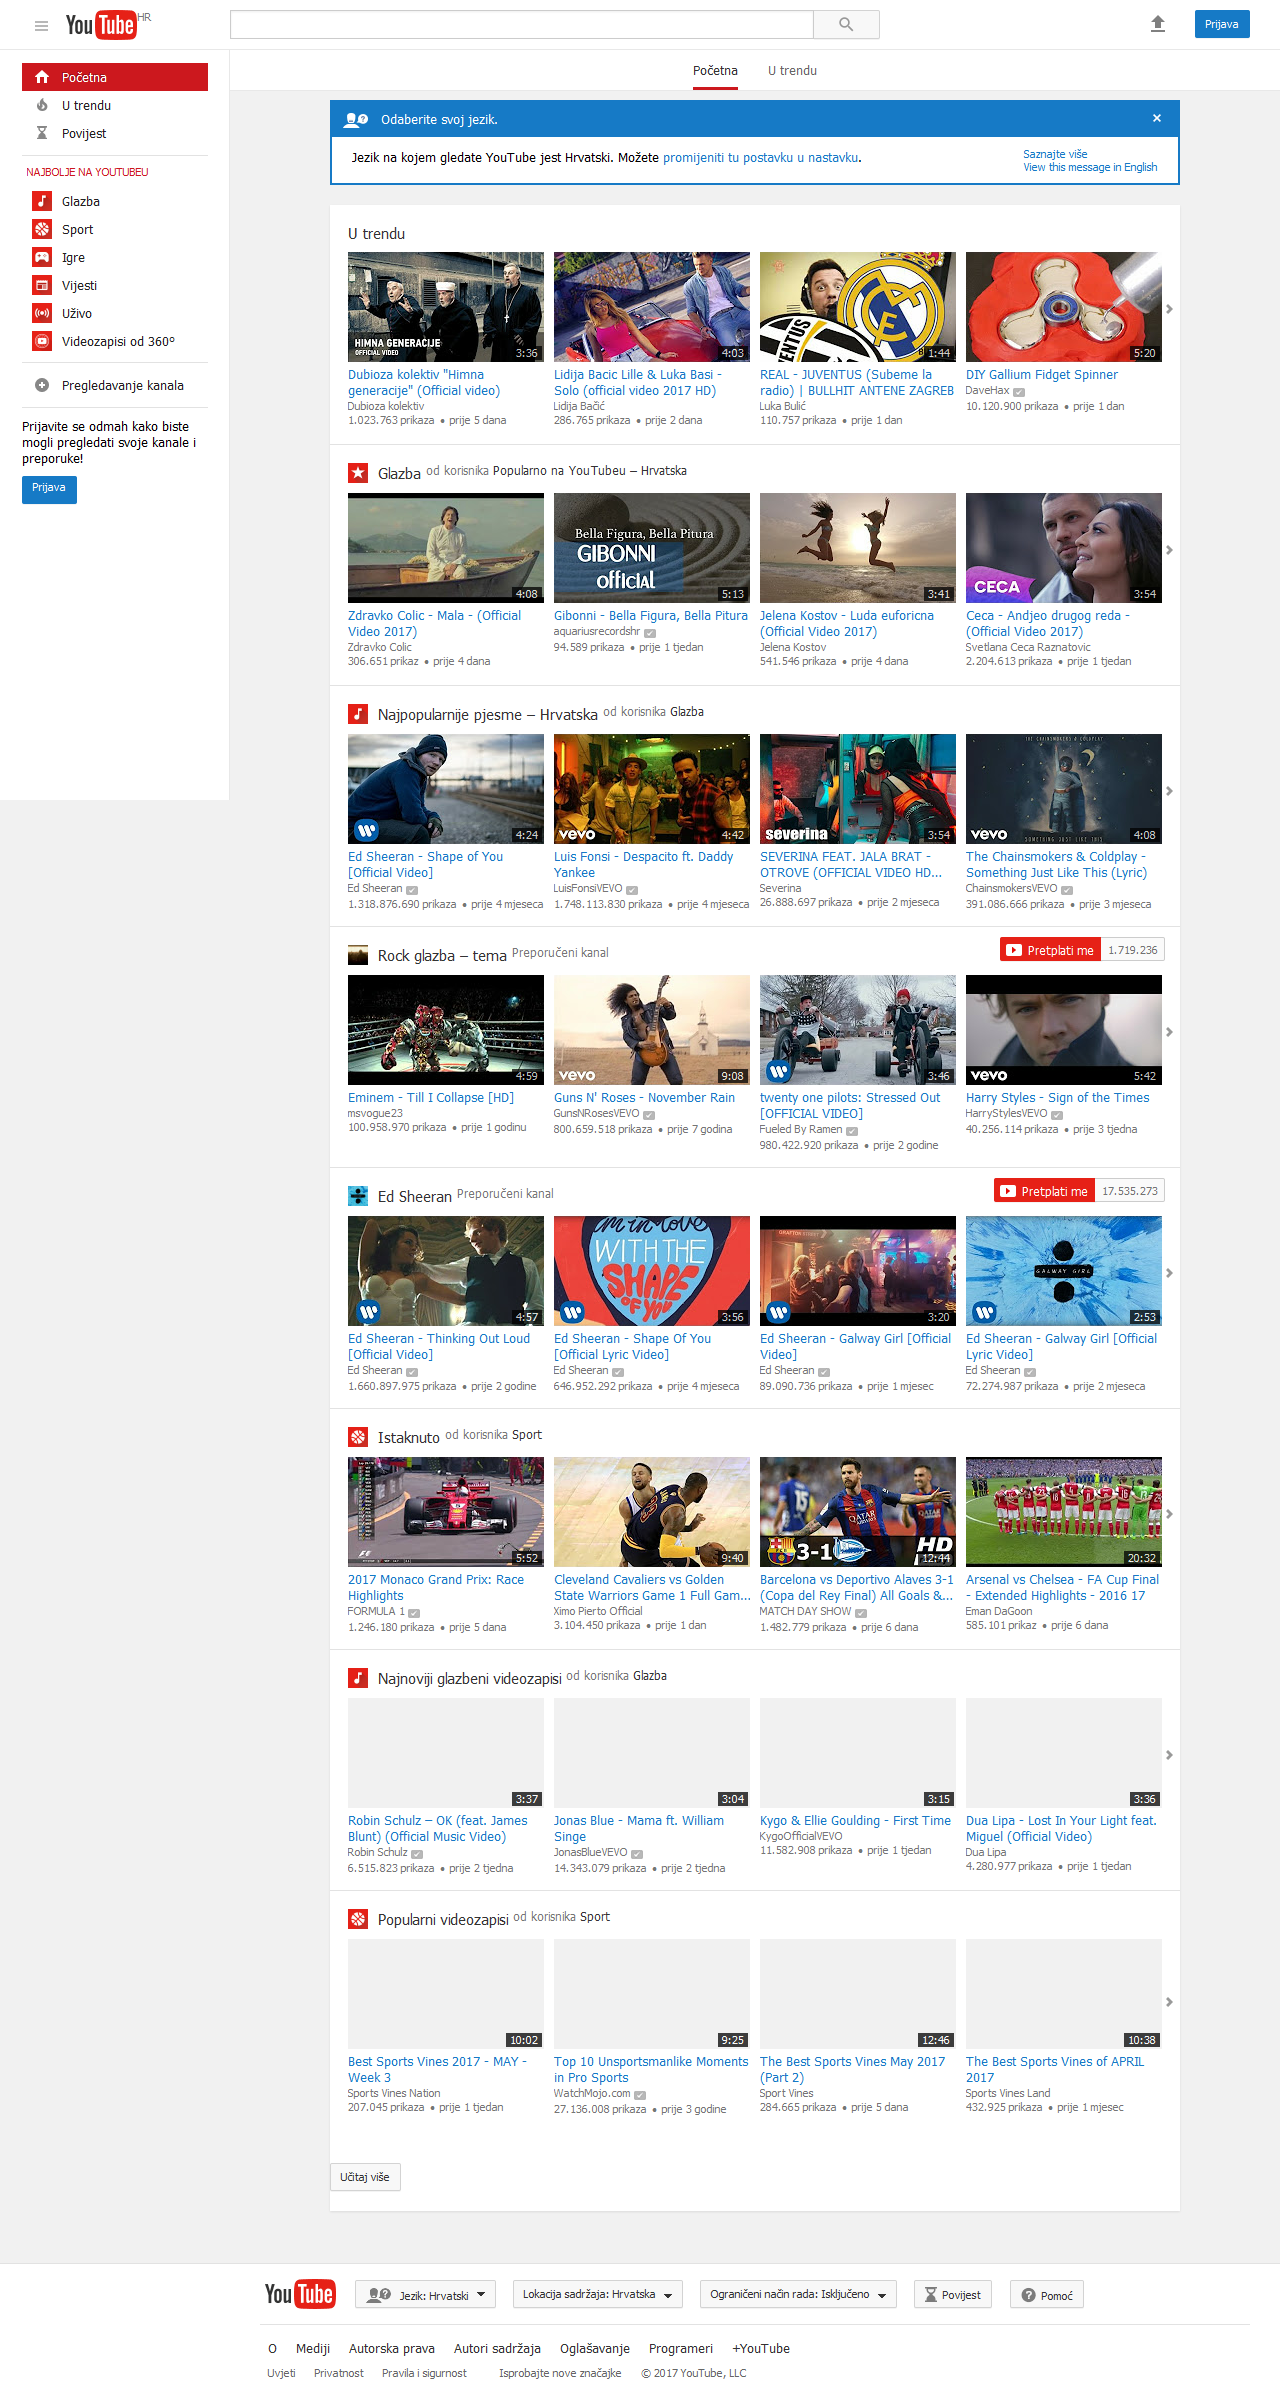 YouTube HR
Prijava
Početna
U trendu
Početna
U trendu
Povijest
NAJBOLJE NA YOUTUBEU
Glazba
Sport
Igre
Vijesti
Uživo
Videozapisi od 360°
Pregledavanje kanala
Prijavite se odmah kako biste
mogli pregledati svoje kanale i
preporuke!
Prijava
Odaberite svoj jezik.
×
Jezik na kojem gledate YouTube jest Hrvatski. Možete promijeniti tu postavku u nastavku.
Saznajte više
View this message in English
U trendu
HIMNA GENERACIJE
OFFICIAL VIDEO
3:36
4:03
JUVENTUS
1:44
5:20
Dubioza kolektiv "Himna
generacije" (Official video)
Dubioza kolektiv
1.023.763 prikaza • prije 5 dana
Lidija Bacic Lille & Luka Basi -
Solo (official video 2017 HD)
Lidija Bačić
286.765 prikaza • prije 2 dana
REAL - JUVENTUS (Subeme la
radio) | BULLHIT ANTENE ZAGREB
Luka Bulić
110.757 prikaza • prije 1 dan
DIY Gallium Fidget Spinner
DaveHax
10.120.900 prikaza • prije 1 dan
Glazba od korisnika Popularno na YouTubeu – Hrvatska
4:08
Bella Figura, Bella Pitura
GIBONNI
official
5:13
3:41
CECA
3:54
Zdravko Colic - Mala - (Official
Video 2017)
Zdravko Colic
306.651 prikaz • prije 4 dana
Gibonni - Bella Figura, Bella Pitura
aquariusrecordshr
94.589 prikaza • prije 1 tjedan
Jelena Kostov - Luda euforicna
(Official Video 2017)
Jelena Kostov
541.546 prikaza • prije 4 dana
Ceca - Andjeo drugog reda -
(Official Video 2017)
Svetlana Ceca Raznatovic
2.204.613 prikaza • prije 1 tjedan
Najpopularnije pjesme – Hrvatska od korisnika Glazba
4:24
vevo
4:42
severina
3:54
THE CHAINSMOKERS & COLDPLAY
vevo
SOMETHING JUST LIKE THIS
4:08
Ed Sheeran - Shape of You
[Official Video]
Ed Sheeran
1.318.876.690 prikaza • prije 4 mjeseca
Luis Fonsi - Despacito ft. Daddy
Yankee
LuisFonsiVEVO
1.748.113.830 prikaza • prije 4 mjeseca
SEVERINA FEAT. JALA BRAT -
OTROVE (OFFICIAL VIDEO HD...
Severina
26.888.697 prikaza • prije 2 mjeseca
The Chainsmokers & Coldplay -
Something Just Like This (Lyric)
ChainsmokersVEVO
391.086.666 prikaza • prije 3 mjeseca
Rock glazba – tema Preporučeni kanal
Pretplati me 1.719.236
4:59
vevo
9:08
3:46
vevo
5:42
Eminem - Till I Collapse [HD]
msvogue23
100.958.970 prikaza • prije 1 godinu
Guns N' Roses - November Rain
GunsNRosesVEVO
800.659.518 prikaza • prije 7 godina
twenty one pilots: Stressed Out
[OFFICIAL VIDEO]
Fueled By Ramen
980.422.920 prikaza • prije 2 godine
Harry Styles - Sign of the Times
HarryStylesVEVO
40.256.114 prikaza • prije 3 tjedna
Ed Sheeran Preporučeni kanal
Pretplati me 17.535.273
4:57
I'm in love
WITH THE
SHAPE
OF YOU
3:56
3:20
GALWAY GIRL
2:53
Ed Sheeran - Thinking Out Loud
[Official Video]
Ed Sheeran
1.660.897.975 prikaza • prije 2 godine
Ed Sheeran - Shape Of You
[Official Lyric Video]
Ed Sheeran
646.952.292 prikaza • prije 4 mjeseca
Ed Sheeran - Galway Girl [Official
Video]
Ed Sheeran
89.090.736 prikaza • prije 1 mjesec
Ed Sheeran - Galway Girl [Official
Lyric Video]
Ed Sheeran
72.274.987 prikaza • prije 2 mjeseca
Istaknuto od korisnika Sport
5:52
9:40
QATAR
3-1
HD
12:44
20:32
2017 Monaco Grand Prix: Race
Highlights
FORMULA 1
1.246.180 prikaza • prije 5 dana
Cleveland Cavaliers vs Golden
State Warriors Game 1 Full Gam...
Ximo Pierto Official
3.104.450 prikaza • prije 1 dan
Barcelona vs Deportivo Alaves 3-1
(Copa del Rey Final) All Goals &...
MATCH DAY SHOW
1.482.779 prikaza • prije 6 dana
Arsenal vs Chelsea - FA Cup Final
- Extended Highlights - 2016 17
Eman DaGoon
585.101 prikaz • prije 6 dana
Najnoviji glazbeni videozapisi od korisnika Glazba
3:37
3:04
3:15
3:36
Robin Schulz – OK (feat. James
Blunt) (Official Music Video)
Robin Schulz
6.515.823 prikaza • prije 2 tjedna
Jonas Blue - Mama ft. William
Singe
JonasBlueVEVO
14.343.079 prikaza • prije 2 tjedna
Kygo & Ellie Goulding - First Time
KygoOfficialVEVO
11.582.908 prikaza • prije 1 tjedan
Dua Lipa - Lost In Your Light feat.
Miguel (Official Video)
Dua Lipa
4.280.977 prikaza • prije 1 tjedan
Popularni videozapisi od korisnika Sport
10:02
9:25
12:46
10:38
Best Sports Vines 2017 - MAY -
Week 3
Sports Vines Nation
207.045 prikaza • prije 1 tjedan
Top 10 Unsportsmanlike Moments
in Pro Sports
WatchMojo.com
27.136.008 prikaza • prije 3 godine
The Best Sports Vines May 2017
(Part 2)
Sport Vines
284.665 prikaza • prije 5 dana
The Best Sports Vines of APRIL
2017
Sports Vines Land
432.925 prikaza • prije 1 mjesec
Učitaj više
YouTube
Jezik: Hrvatski
Lokacija sadržaja: Hrvatska
Ograničeni način rada: Isključeno
Povijest
Pomoć
O Mediji Autorska prava Autori sadržaja Oglašavanje Programeri +YouTube
Uvjeti Privatnost Pravila i sigurnost Isprobajte nove značajke © 2017 YouTube, LLC